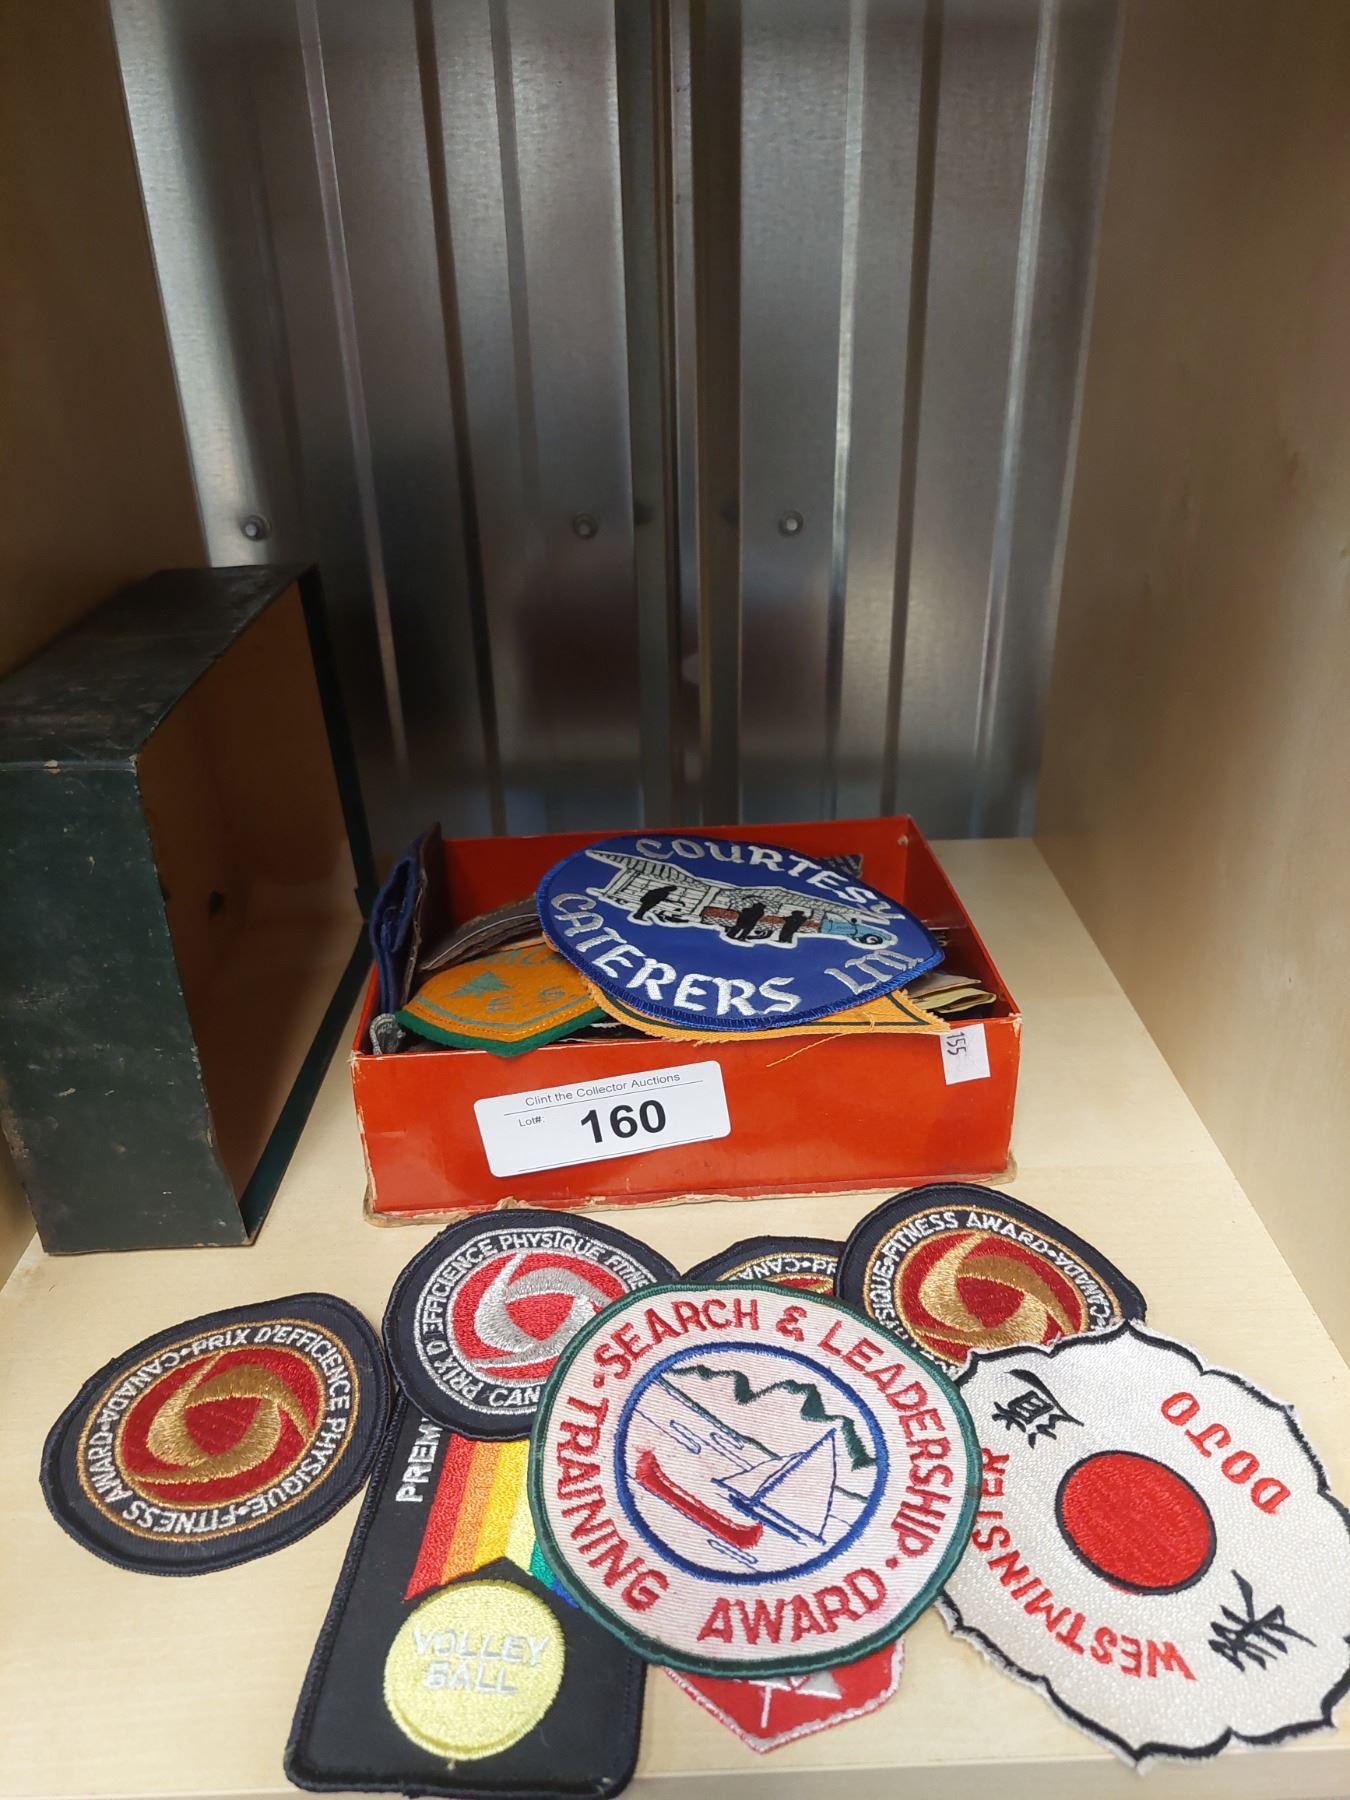 COURTESY
CATERERS LTD.
155
Clint the Collector Auctions
Lot#:
160
PRIX D'EFFICIENCE PHYSIQUE•FITNESS AWARD•CANADA•
PRIX D'EFFICIENCE PHYSIQUE
CAN
FITNESS AWARD•CANADA
PREM
VOLLEY
BALL
•SEARCH & LEADERSHIP•
TRAINING AWARD
DOJO
WESTMINSTER